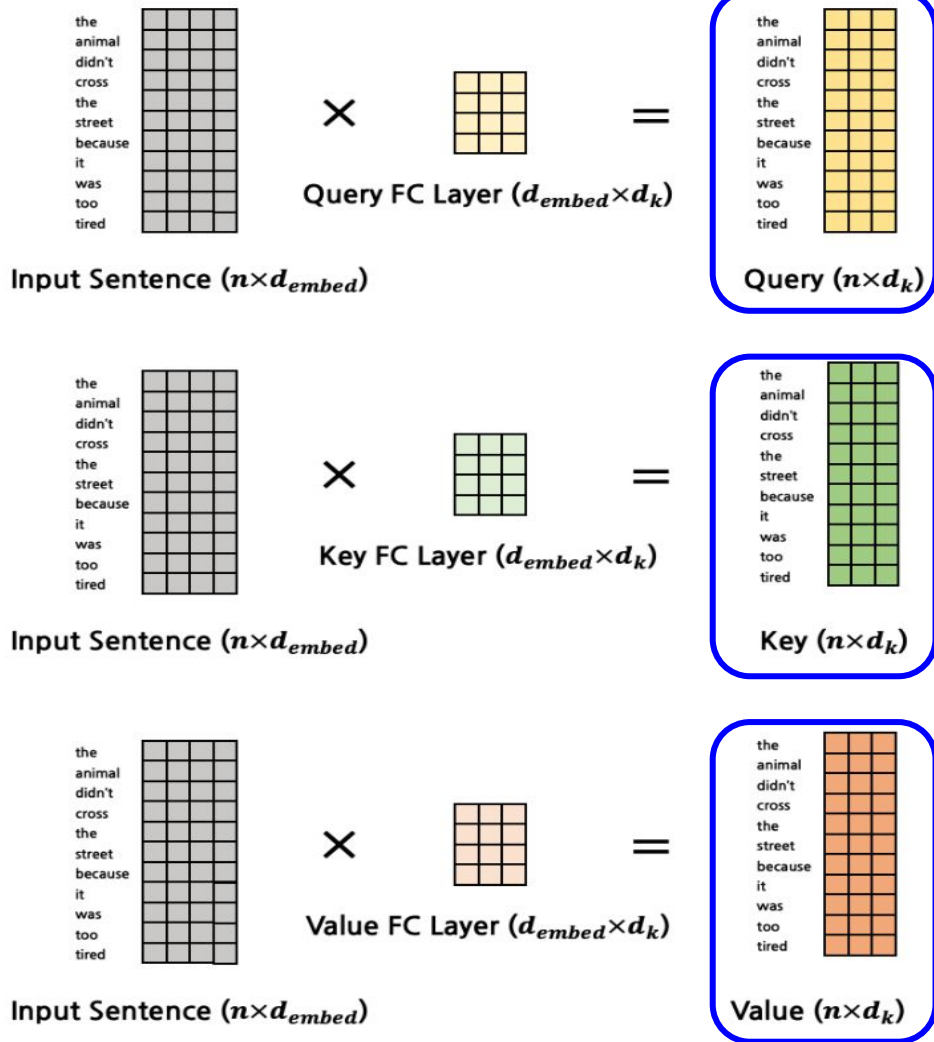 the
animal
didn't
cross
the
street
because
it
was
too
tired
×
Query FC Layer (d_embed×d_k)
=
the
animal
didn't
cross
the
street
because
it
was
too
tired
Input Sentence (n×d_embed)
Query (n×d_k)
the
animal
didn't
cross
the
street
because
it
was
too
tired
×
Key FC Layer (d_embed×d_k)
=
the
animal
didn't
cross
the
street
because
it
was
too
tired
Input Sentence (n×d_embed)
Key (n×d_k)
the
animal
didn't
cross
the
street
because
it
was
too
tired
×
Value FC Layer (d_embed×d_k)
=
the
animal
didn't
cross
the
street
because
it
was
too
tired
Input Sentence (n×d_embed)
Value (n×d_k)